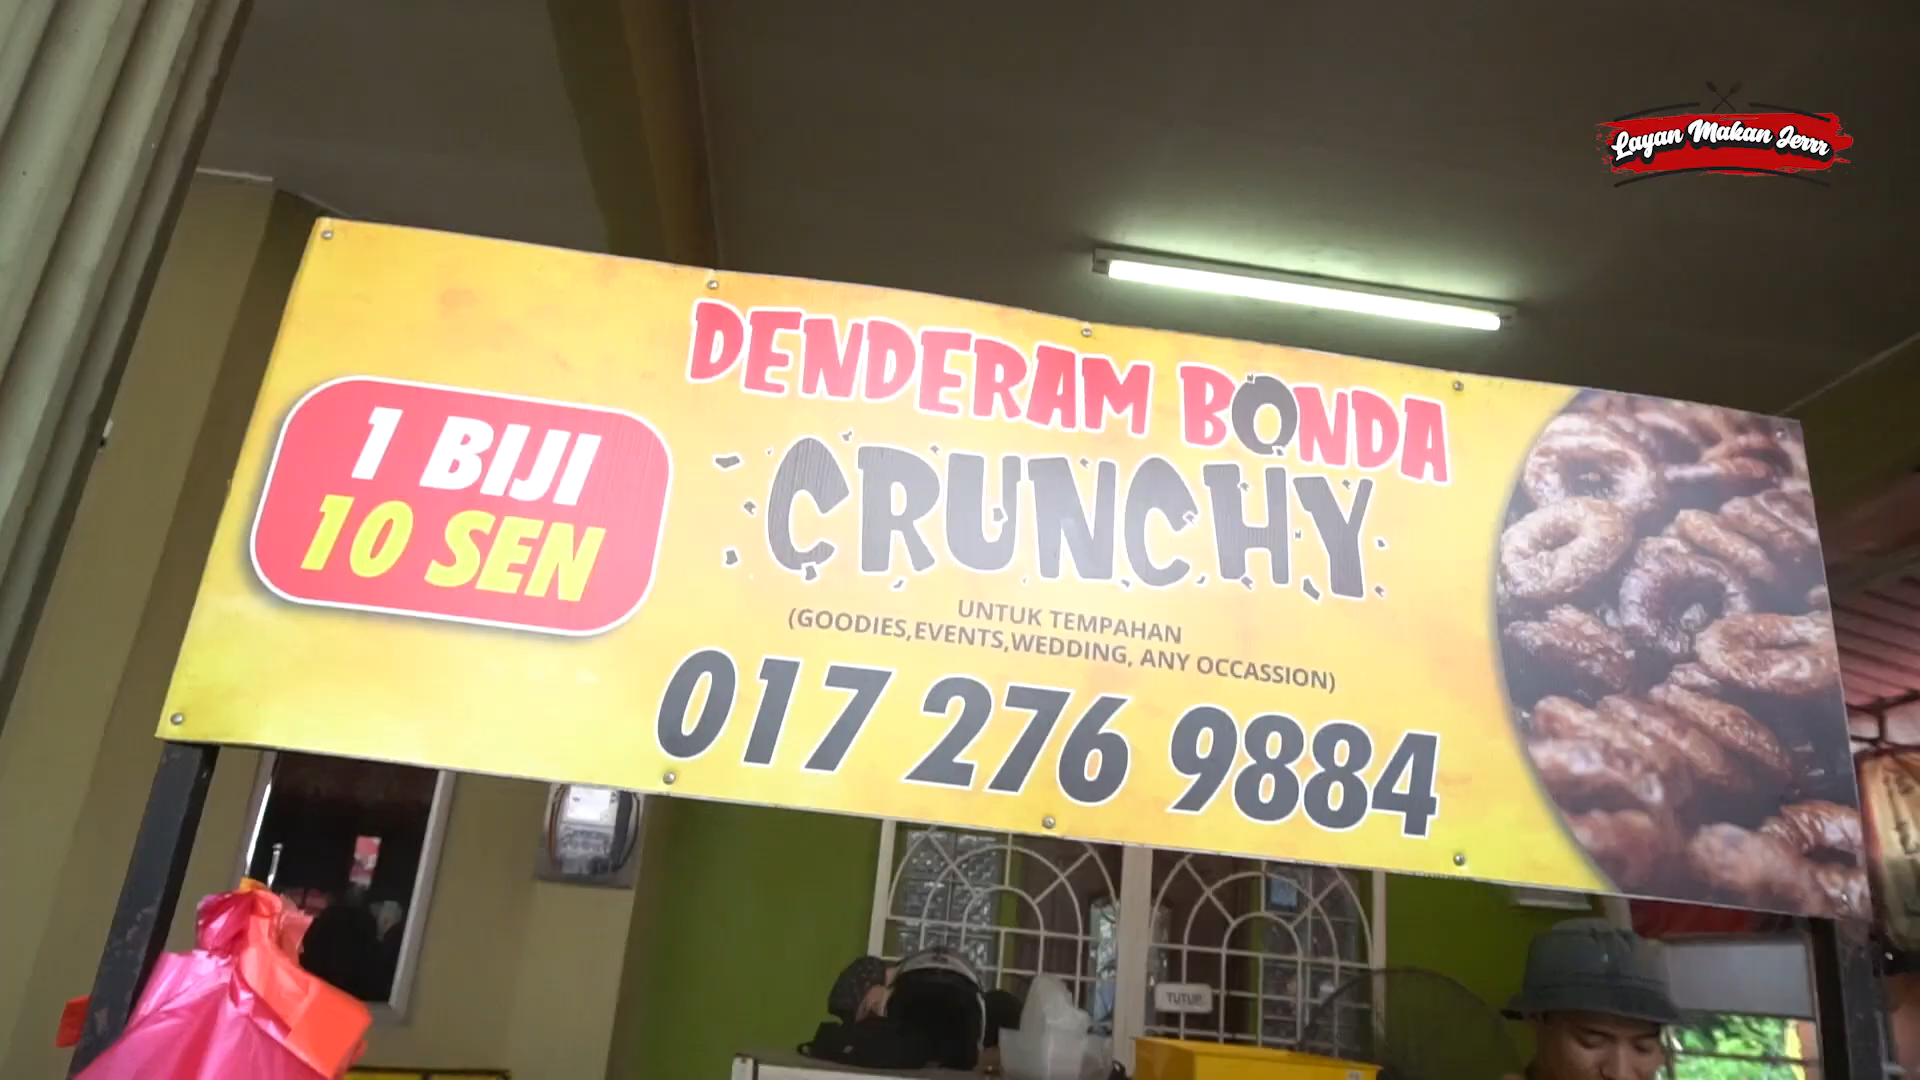 Layan Makan Jerrr
DENDERAM BONDA
CRUNCHY
1 BIJI
10 SEN
UNTUK TEMPAHAN
(GOODIES,EVENTS,WEDDING, ANY OCCASSION)
017 276 9884
TUTUP